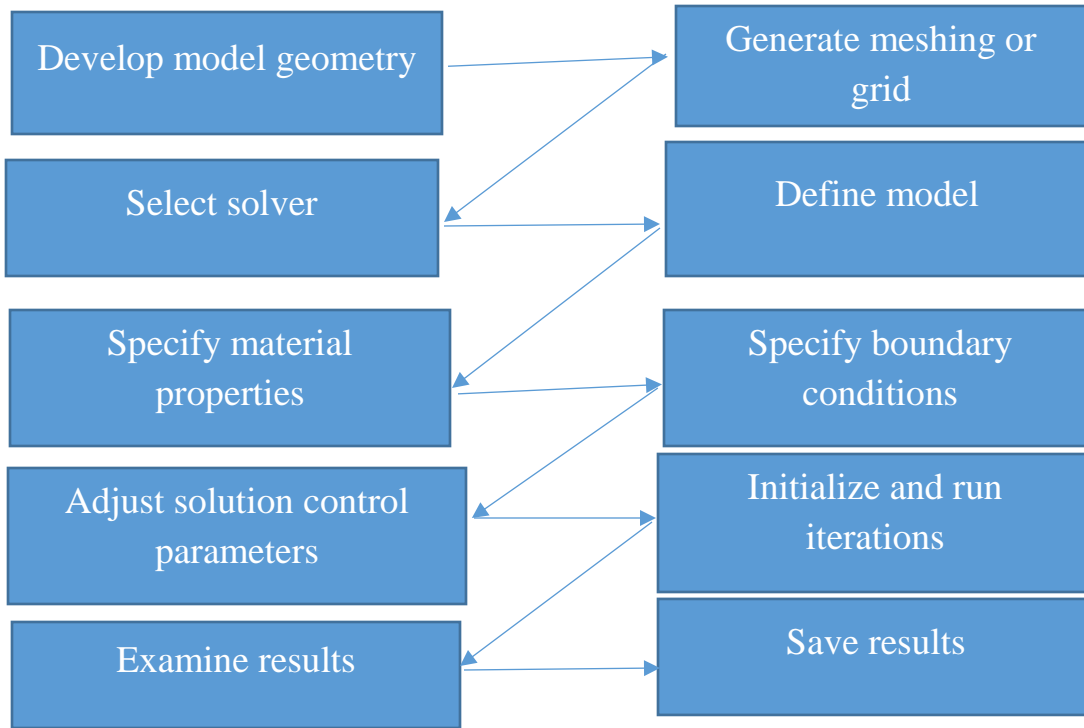 Develop model geometry
Generate meshing or
grid
Select solver
Define model
Specify material
properties
Specify boundary
conditions
Adjust solution control
parameters
Initialize and run
iterations
Examine results
Save results